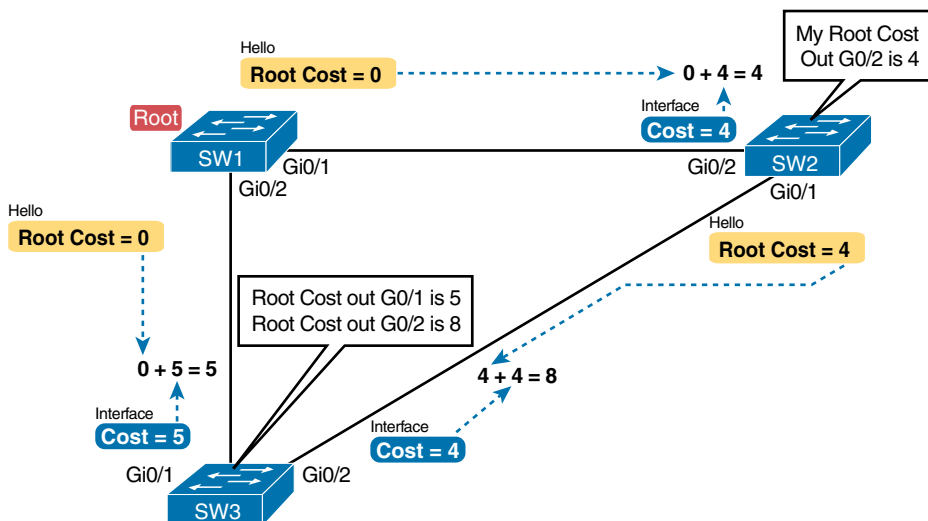 My Root Cost
Out G0/2 is 4
Hello
Root Cost = 0
0 + 4 = 4
Interface
Cost = 4
Root
SW1
Gi0/1
Gi0/2
SW2
Gi0/2
Gi0/1
Hello
Root Cost = 0
Hello
Root Cost = 4
Root Cost out G0/1 is 5
Root Cost out G0/2 is 8
0 + 5 = 5
4 + 4 = 8
Interface
Cost = 5
Interface
Cost = 4
Gi0/1
Gi0/2
SW3